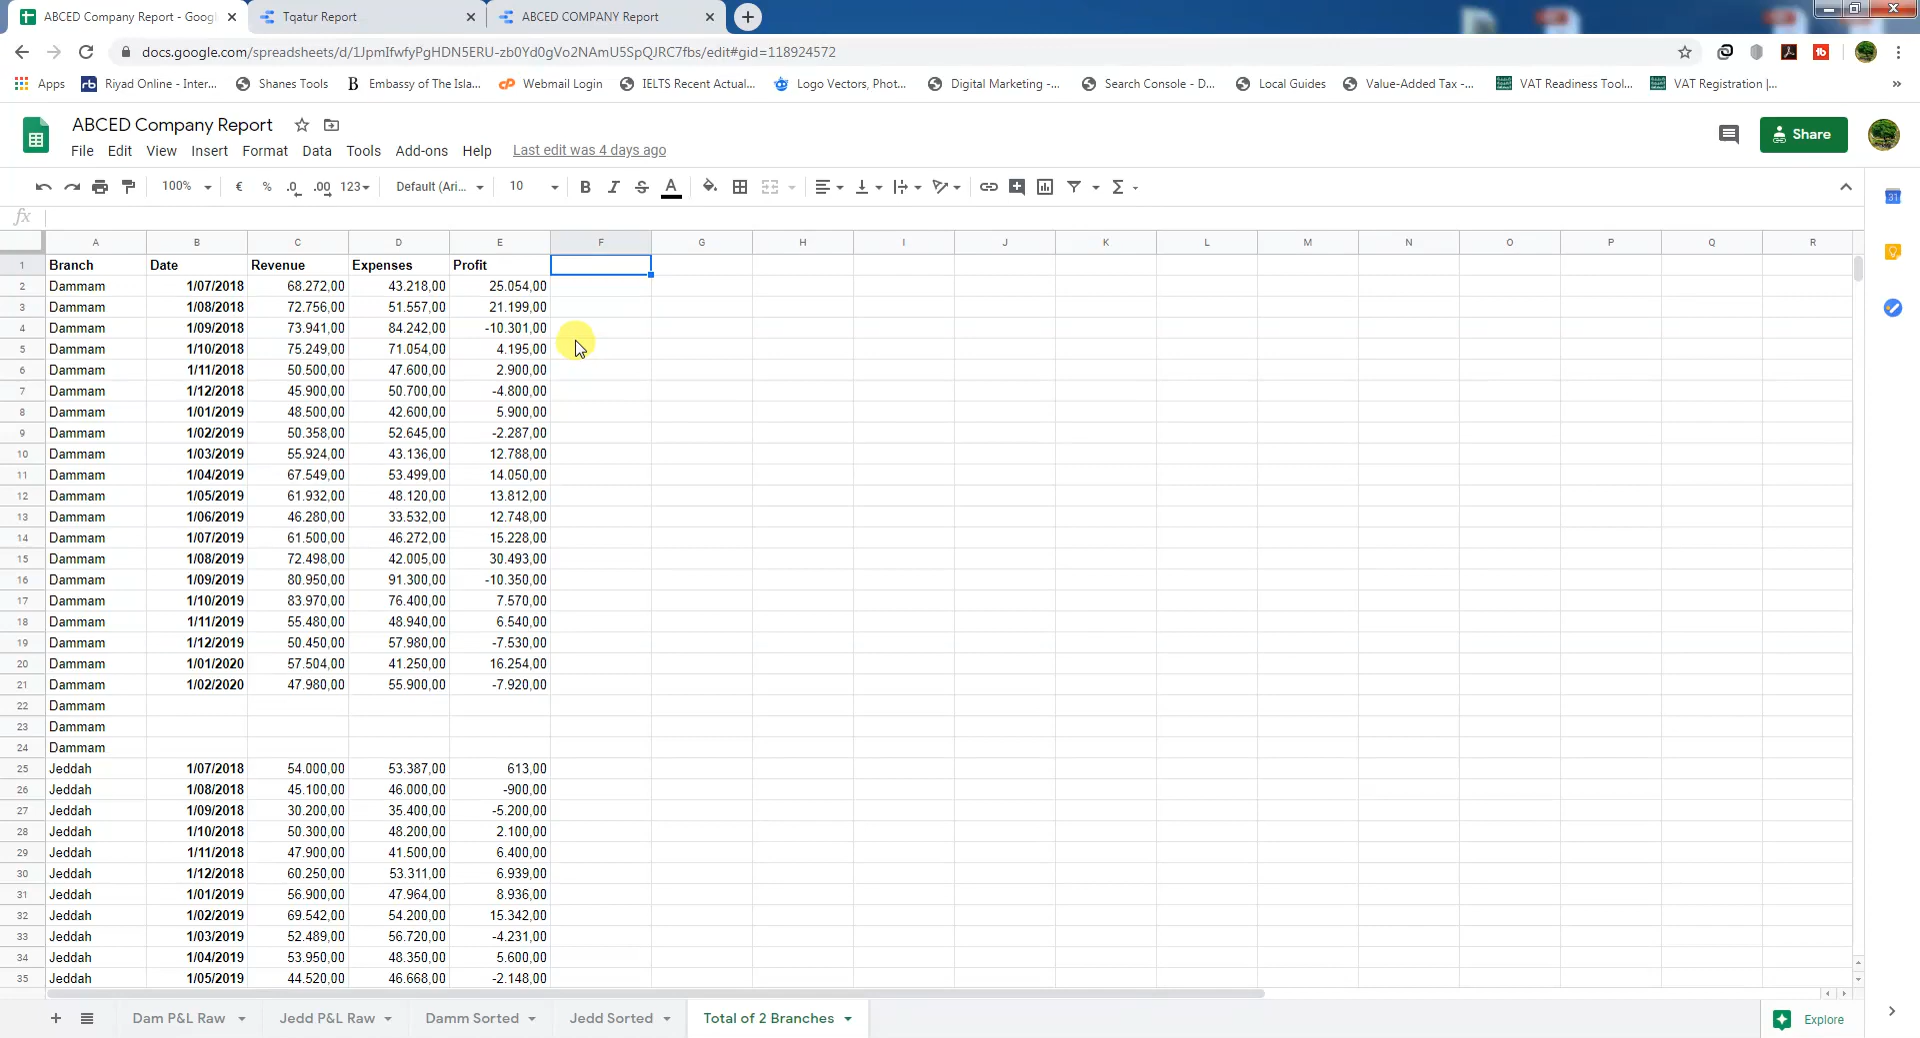 ABCED Company Report - Googl
Tqatur Report
ABCED COMPANY Report
docs.google.com/spreadsheets/d/1JpmIfwfyPgHDN5ERU-zb0Yd0gVo2NAmU5SpQJRC7fbs/edit#gid=118924572
Apps
rb Riyad Online - Inter...
Shanes Tools
B Embassy of The Isla...
cP Webmail Login
IELTS Recent Actual...
Logo Vectors, Phot...
Digital Marketing -...
Search Console - D...
Local Guides
Value-Added Tax -...
VAT Readiness Tool...
VAT Registration |...
»
ABCED Company Report
Share
File Edit View Insert Format Data Tools Add-ons Help Last edit was 4 days ago
100% € % .0 .00 123 Default (Ari... 10 B I S A Σ
31
fx
A B C D E F G H I J K L M N O P Q R
1 Branch Date Revenue Expenses Profit
2 Dammam 1/07/2018 68.272,00 43.218,00 25.054,00
3 Dammam 1/08/2018 72.756,00 51.557,00 21.199,00
4 Dammam 1/09/2018 73.941,00 84.242,00 -10.301,00
5 Dammam 1/10/2018 75.249,00 71.054,00 4.195,00
6 Dammam 1/11/2018 50.500,00 47.600,00 2.900,00
7 Dammam 1/12/2018 45.900,00 50.700,00 -4.800,00
8 Dammam 1/01/2019 48.500,00 42.600,00 5.900,00
9 Dammam 1/02/2019 50.358,00 52.645,00 -2.287,00
10 Dammam 1/03/2019 55.924,00 43.136,00 12.788,00
11 Dammam 1/04/2019 67.549,00 53.499,00 14.050,00
12 Dammam 1/05/2019 61.932,00 48.120,00 13.812,00
13 Dammam 1/06/2019 46.280,00 33.532,00 12.748,00
14 Dammam 1/07/2019 61.500,00 46.272,00 15.228,00
15 Dammam 1/08/2019 72.498,00 42.005,00 30.493,00
16 Dammam 1/09/2019 80.950,00 91.300,00 -10.350,00
17 Dammam 1/10/2019 83.970,00 76.400,00 7.570,00
18 Dammam 1/11/2019 55.480,00 48.940,00 6.540,00
19 Dammam 1/12/2019 50.450,00 57.980,00 -7.530,00
20 Dammam 1/01/2020 57.504,00 41.250,00 16.254,00
21 Dammam 1/02/2020 47.980,00 55.900,00 -7.920,00
22 Dammam
23 Dammam
24 Dammam
25 Jeddah 1/07/2018 54.000,00 53.387,00 613,00
26 Jeddah 1/08/2018 45.100,00 46.000,00 -900,00
27 Jeddah 1/09/2018 30.200,00 35.400,00 -5.200,00
28 Jeddah 1/10/2018 50.300,00 48.200,00 2.100,00
29 Jeddah 1/11/2018 47.900,00 41.500,00 6.400,00
30 Jeddah 1/12/2018 60.250,00 53.311,00 6.939,00
31 Jeddah 1/01/2019 56.900,00 47.964,00 8.936,00
32 Jeddah 1/02/2019 69.542,00 54.200,00 15.342,00
33 Jeddah 1/03/2019 52.489,00 56.720,00 -4.231,00
34 Jeddah 1/04/2019 53.950,00 48.350,00 5.600,00
35 Jeddah 1/05/2019 44.520,00 46.668,00 -2.148,00
Dam P&L Raw Jedd P&L Raw Damm Sorted Jedd Sorted Total of 2 Branches Explore